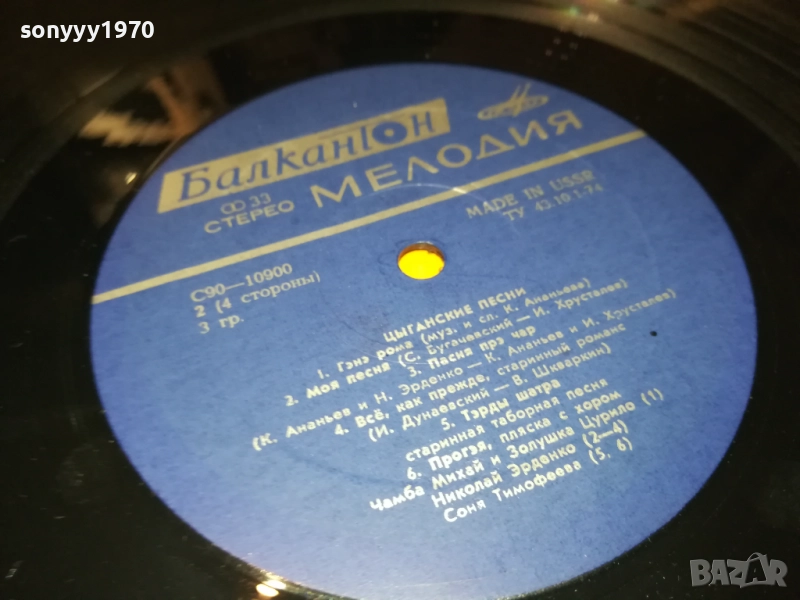 sonyyy1970
БалканТон
МЕЛОДИЯ
33
СТЕРЕО
MADE IN USSR
ТУ 43.10.1-74
С90—10900
2 (4 стороны)
3 гр.
ЦЫГАНСКИЕ ПЕСНИ
1. Гэнэ рома (муз. и сл. К. Ананьева)
2. Моя песня (С. Бугачевский — И. Хрусталев)
3. Пасня прэ чар
(К. Ананьев и Н. Эрденко — К. Ананьев и И. Хрусталев)
4. Всё, как прежде, старинный романс
(И. Дунаевский — В. Шкваркин)
5. Тэрды шатра
старинная таборная песня
6. Прогэя, пляска с хором
Чамба Михай и Золушка Цурило (1)
Николай Эрденко (2—4)
Соня Тимофеева (5, 6)
BAZAR
bg